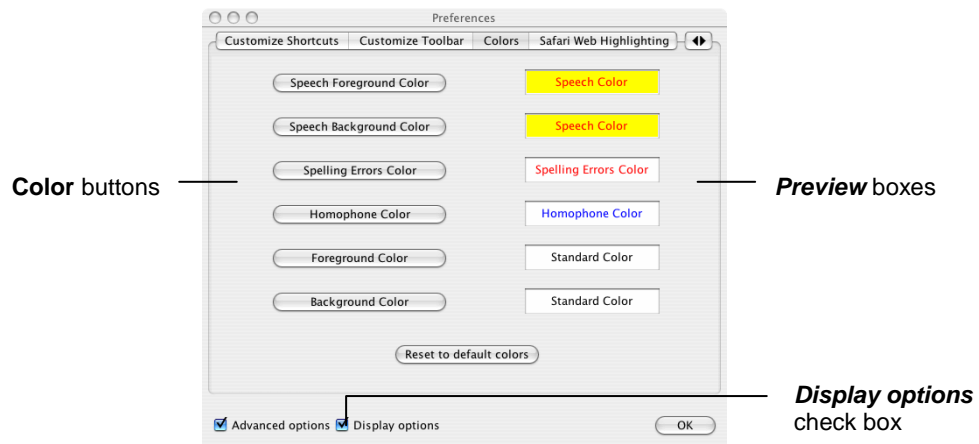 Preferences
Customize Shortcuts Customize Toolbar Colors Safari Web Highlighting
Speech Foreground Color Speech Color
Speech Background Color Speech Color
Spelling Errors Color Spelling Errors Color
Color buttons
Preview boxes
Homophone Color Homophone Color
Foreground Color Standard Color
Background Color Standard Color
Reset to default colors
Display options
check box
Advanced options Display options OK